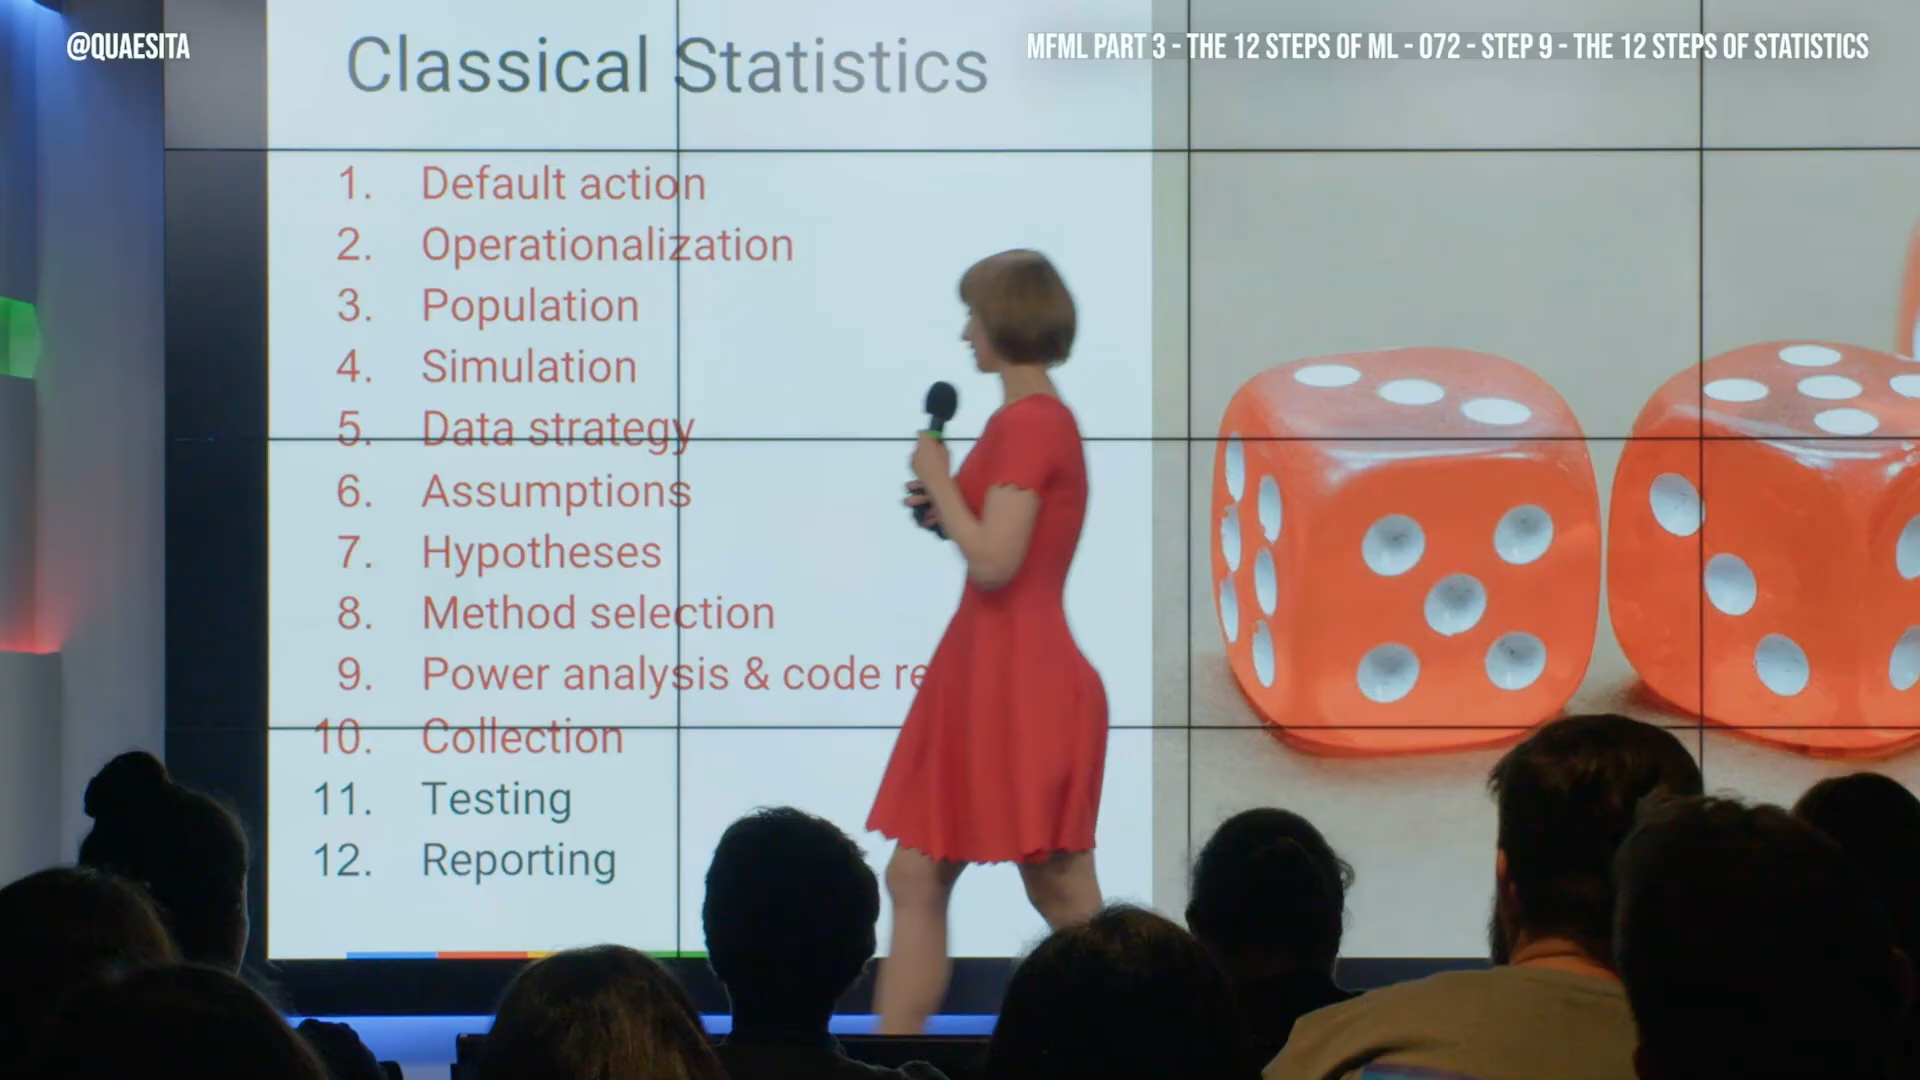 @QUAESITA
MFML PART 3 - THE 12 STEPS OF ML - 072 - STEP 9 - THE 12 STEPS OF STATISTICS
Classical Statistics
1. Default action
2. Operationalization
3. Population
4. Simulation
5. Data strategy
6. Assumptions
7. Hypotheses
8. Method selection
9. Power analysis & code
10. Collection
11. Testing
12. Reporting